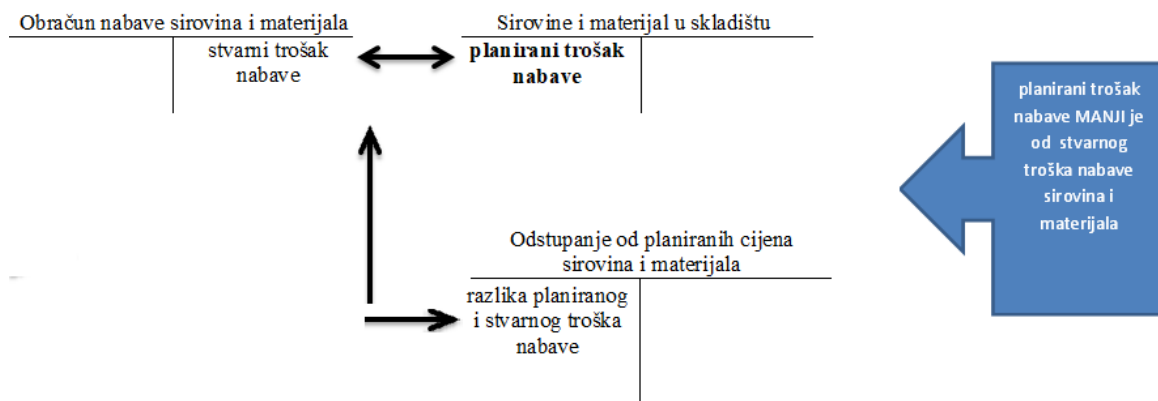 Obračun nabave sirovina i materijala
stvarni trošak
nabave
Sirovine i materijal u skladištu
planirani trošak
nabave
planirani trošak
nabave MANJI je
od stvarnog
troška nabave
sirovina i
materijala
Odstupanje od planiranih cijena
sirovina i materijala
razlika planiranog
i stvarnog troška
nabave